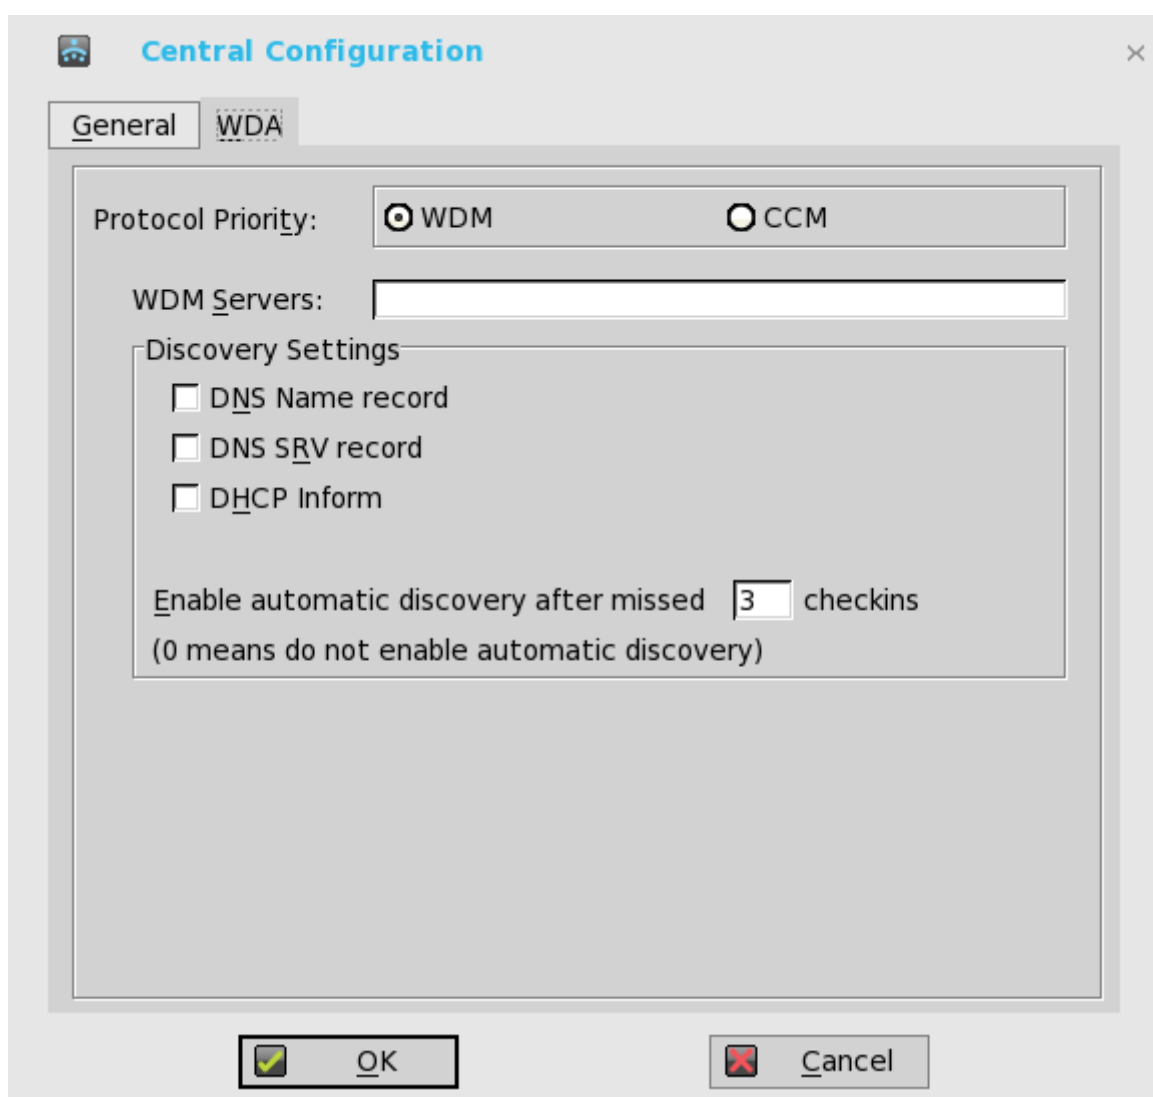 Central Configuration
General WDA
Protocol Priority: WDM CCM
WDM Servers:
Discovery Settings
DNS Name record
DNS SRV record
DHCP Inform
Enable automatic discovery after missed 3 checkins
(0 means do not enable automatic discovery)
OK Cancel